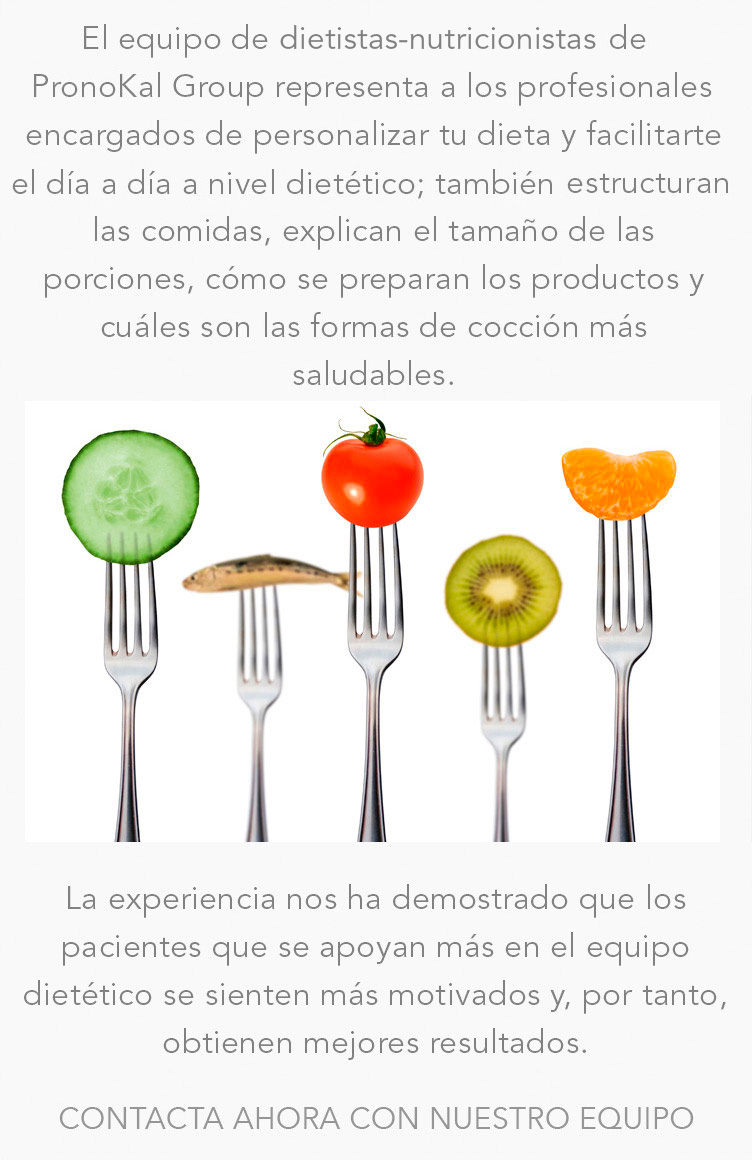 El equipo de dietistas-nutricionistas de
PronoKal Group representa a los profesionales
encargados de personalizar tu dieta y facilitarte
el día a día a nivel dietético; también estructuran
las comidas, explican el tamaño de las
porciones, cómo se preparan los productos y
cuáles son las formas de cocción más
saludables.
La experiencia nos ha demostrado que los
pacientes que se apoyan más en el equipo
dietético se sienten más motivados y, por tanto,
obtienen mejores resultados.
CONTACTA AHORA CON NUESTRO EQUIPO